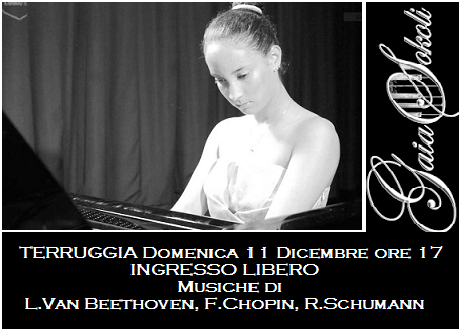 Gaia Sokoli
TERRUGGIA Domenica 11 Dicembre ore 17
INGRESSO LIBERO
Musiche di
L.Van Beethoven, F.Chopin, R.Schumann